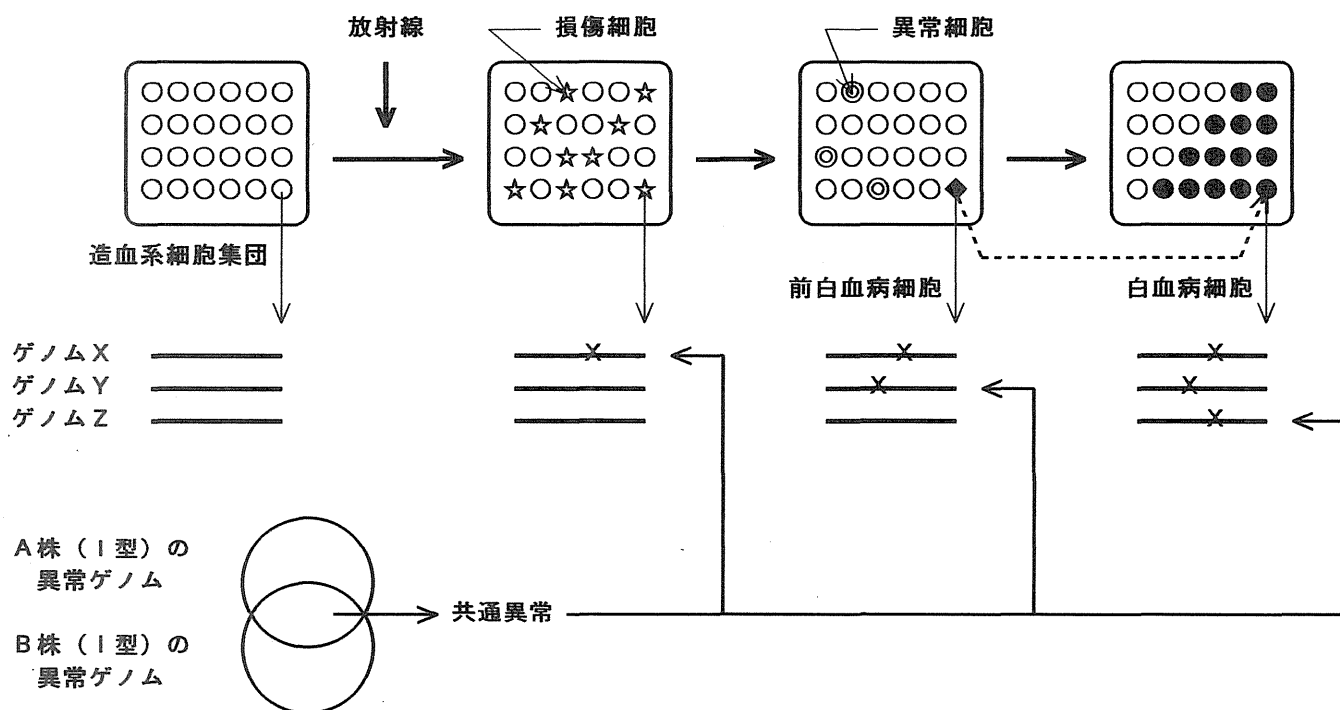 放射線
損傷細胞
異常細胞
造血系細胞集団
前白血病細胞
白血病細胞
ゲノムX
ゲノムY
ゲノムZ
X
X
X
X
X
X
A株（I型）の
異常ゲノム
共通異常
B株（I型）の
異常ゲノム